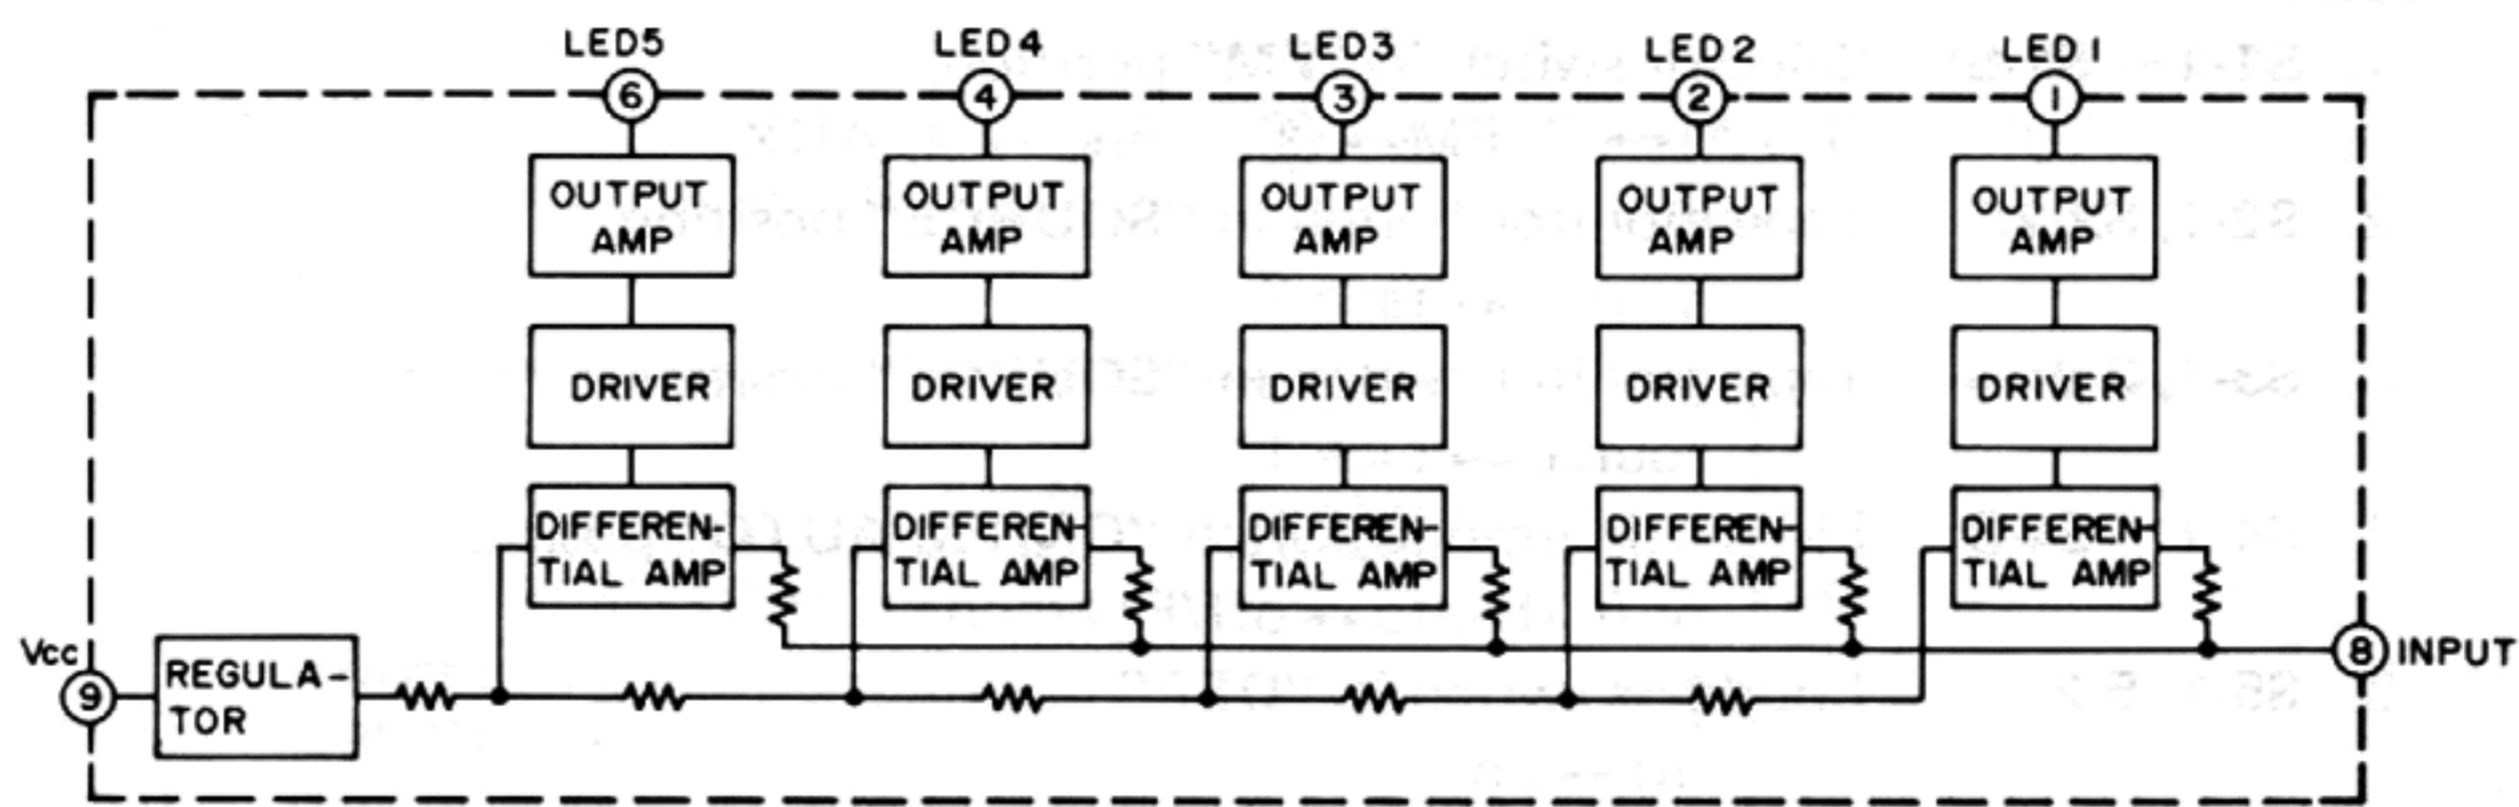 LED5 LED4 LED3 LED2 LED1
6 4 3 2 1
OUTPUT OUTPUT OUTPUT OUTPUT OUTPUT
AMP AMP AMP AMP AMP
DRIVER DRIVER DRIVER DRIVER DRIVER
DIFFEREN- DIFFEREN- DIFFEREN- DIFFEREN- DIFFEREN-
TIAL AMP TIAL AMP TIAL AMP TIAL AMP TIAL AMP
Vcc
9
REGULA-
TOR
8 INPUT